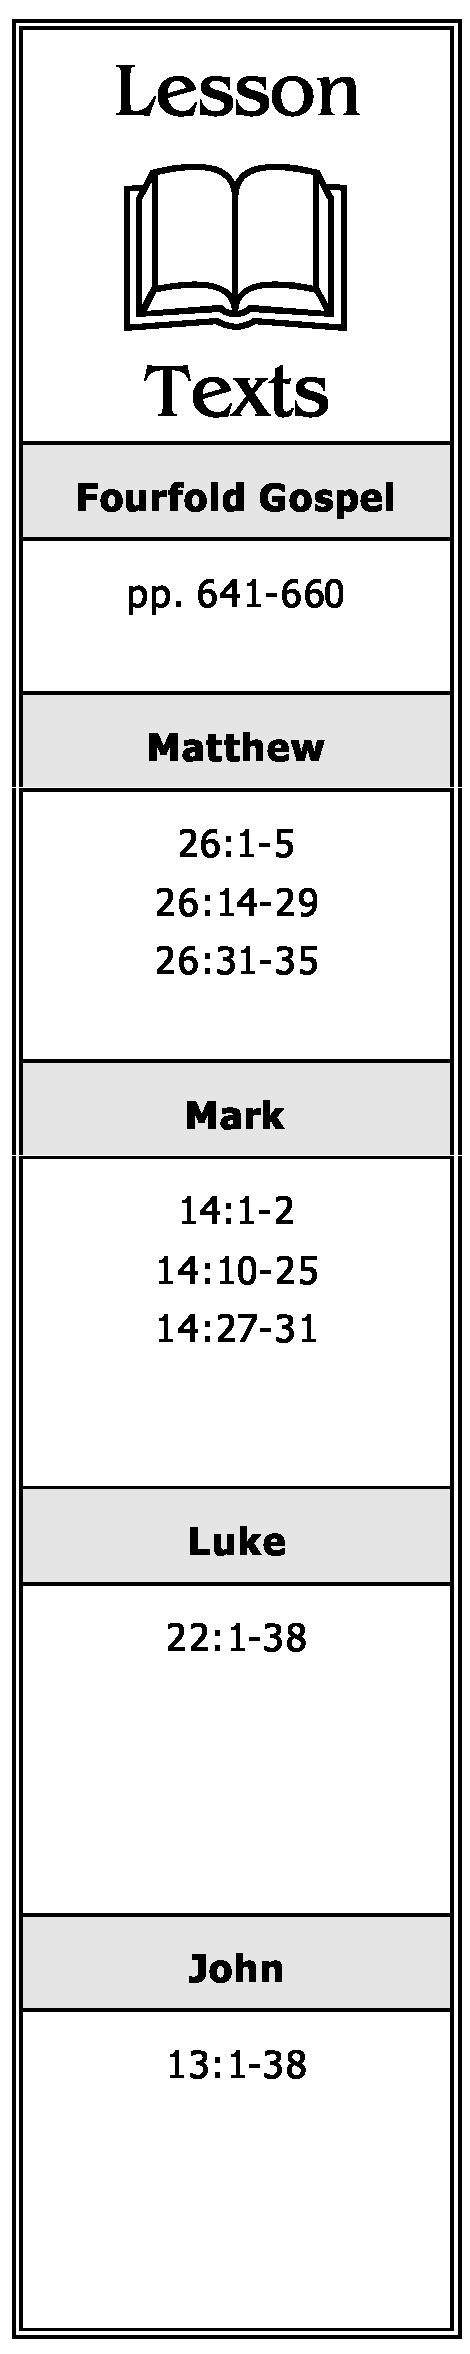 Lesson
Texts
Fourfold Gospel
pp. 641-660
Matthew
26:1-5
26:14-29
26:31-35
Mark
14:1-2
14:10-25
14:27-31
Luke
22:1-38
John
13:1-38